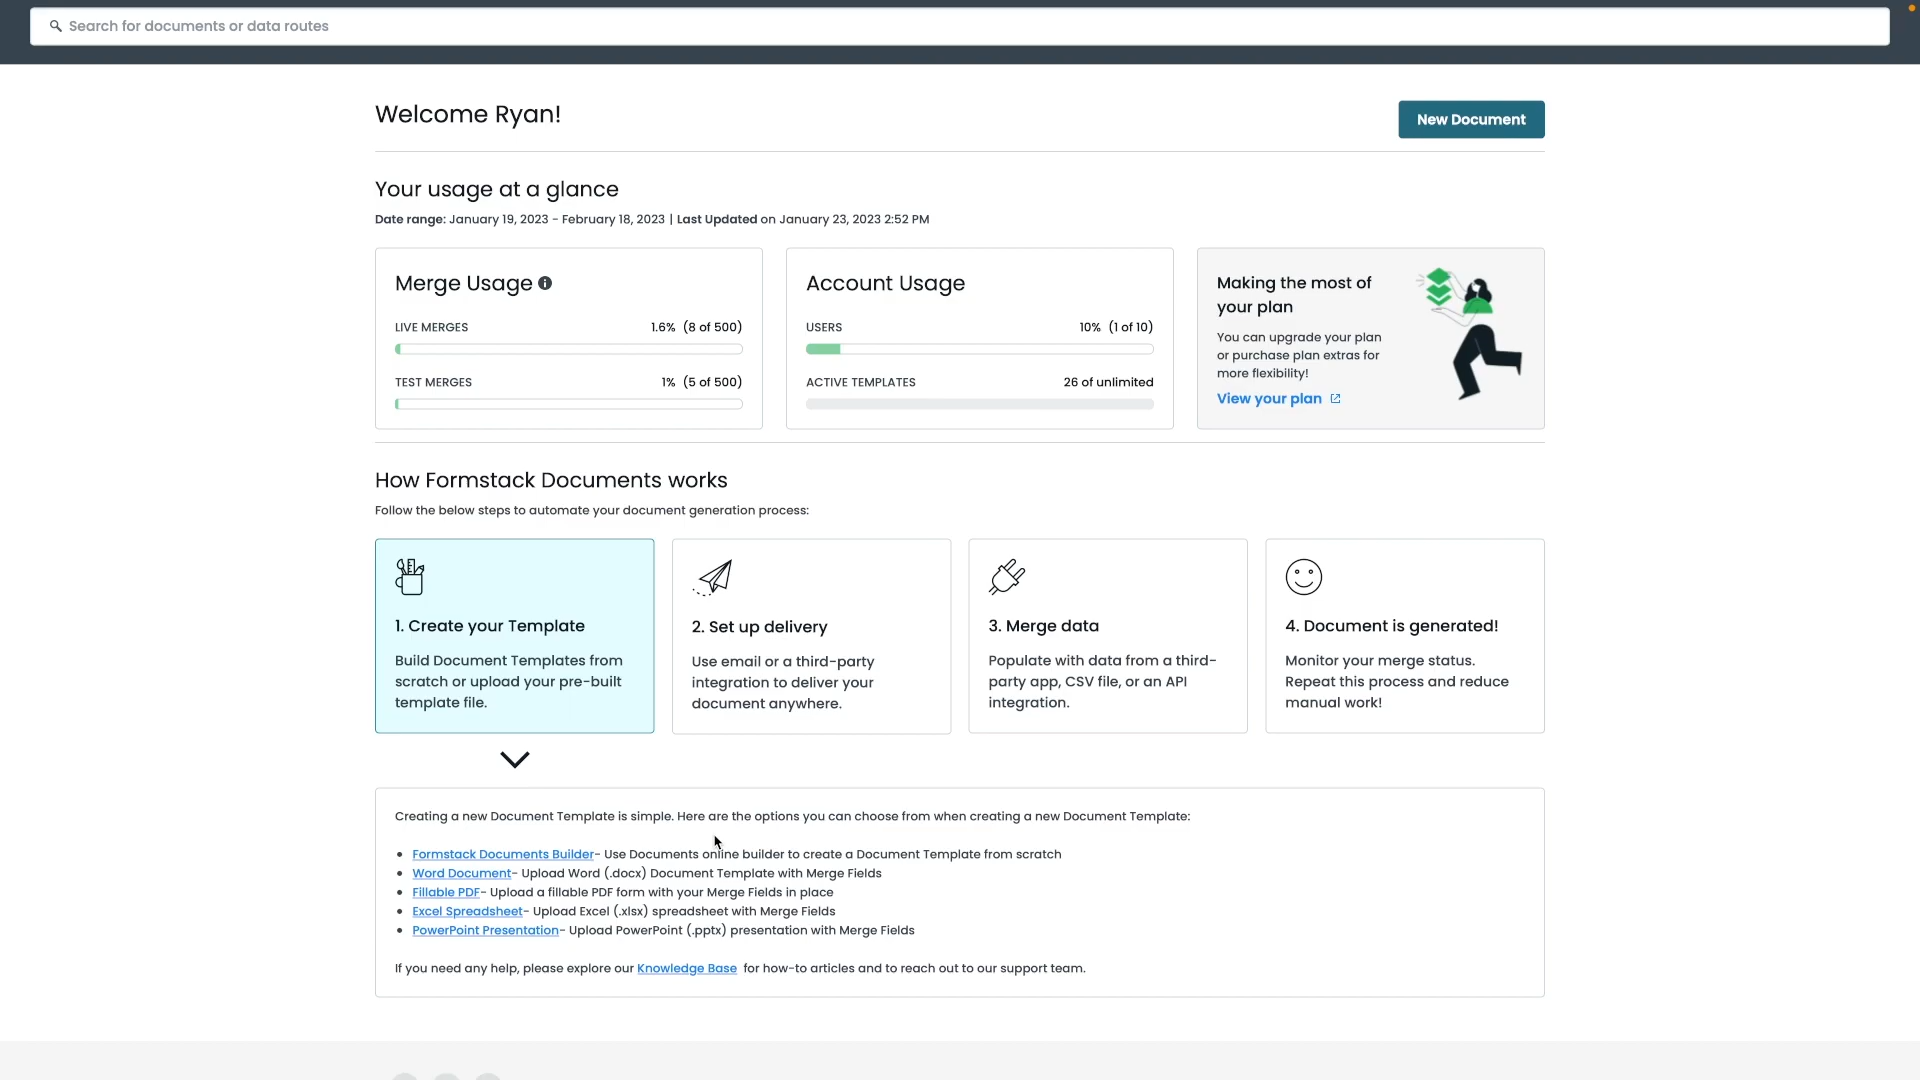 Search for documents or data routes
Welcome Ryan!
New Document
Your usage at a glance
Date range: January 19, 2023 - February 18, 2023 | Last Updated on January 23, 2023 2:52 PM
Merge Usage
LIVE MERGES 1.6% (8 of 500)
TEST MERGES 1% (5 of 500)
Account Usage
USERS 10% (1 of 10)
ACTIVE TEMPLATES 26 of unlimited
Making the most of
your plan
You can upgrade your plan
or purchase plan extras for
more flexibility!
View your plan
How Formstack Documents works
Follow the below steps to automate your document generation process:
1. Create your Template
Build Document Templates from
scratch or upload your pre-built
template file.
2. Set up delivery
Use email or a third-party
integration to deliver your
document anywhere.
3. Merge data
Populate with data from a third-
party app, CSV file, or an API
integration.
4. Document is generated!
Monitor your merge status.
Repeat this process and reduce
manual work!
Creating a new Document Template is simple. Here are the options you can choose from when creating a new Document Template:
• Formstack Documents Builder- Use Documents online builder to create a Document Template from scratch
• Word Document- Upload Word (.docx) Document Template with Merge Fields
• Fillable PDF- Upload a fillable PDF form with your Merge Fields in place
• Excel Spreadsheet- Upload Excel (.xlsx) spreadsheet with Merge Fields
• PowerPoint Presentation- Upload PowerPoint (.pptx) presentation with Merge Fields
If you need any help, please explore our Knowledge Base for how-to articles and to reach out to our support team.